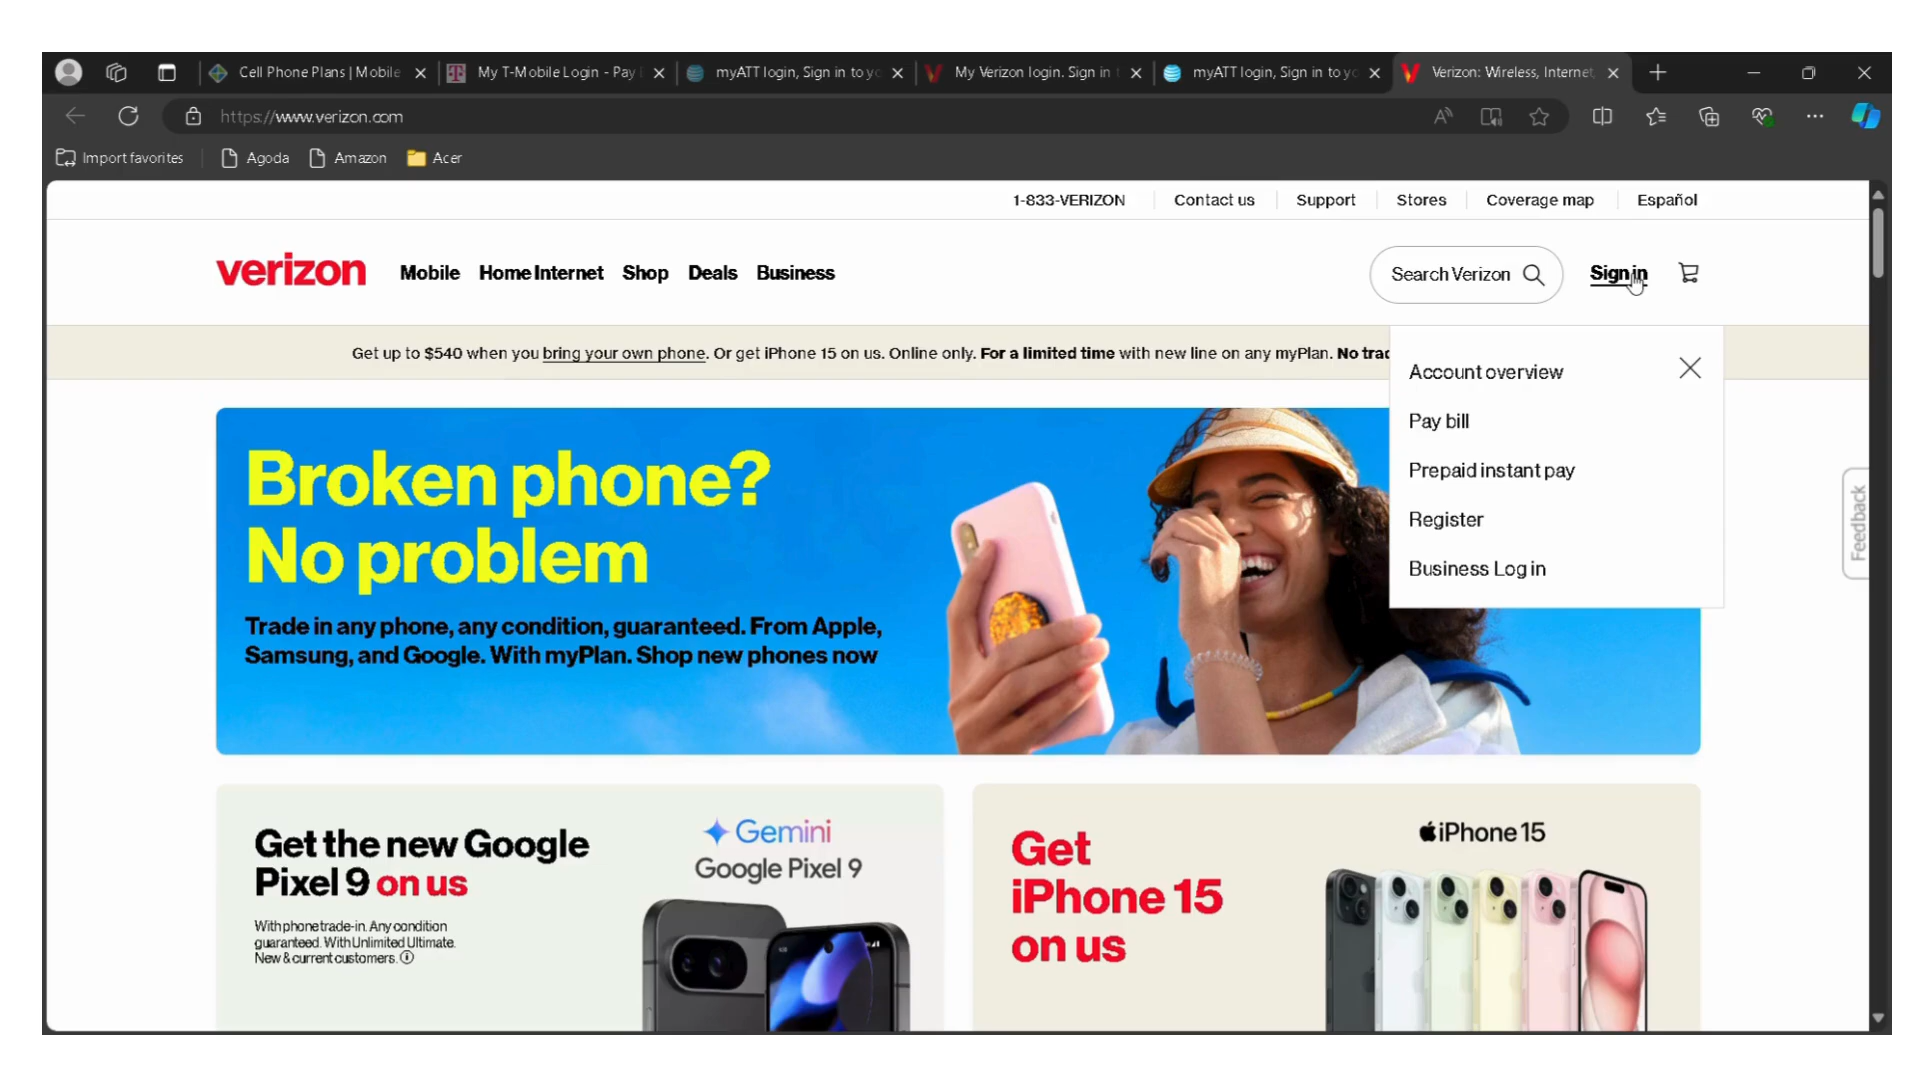 Cell Phone Plans | Mobile
My T-Mobile Login - Pay
myATT login, Sign in to yo
My Verizon login. Sign in
myATT login, Sign in to yo
Verizon: Wireless, Internet,
https://www.verizon.com
Import favorites
Agoda
Amazon
Acer
1-833-VERIZON
Contact us
Support
Stores
Coverage map
Español
verizon
Mobile
Home Internet
Shop
Deals
Business
Search Verizon
Sign in
Get up to $540 when you bring your own phone. Or get iPhone 15 on us. Online only. For a limited time with new line on any myPlan. No trad
Account overview
Pay bill
Prepaid instant pay
Register
Business Log in
Broken phone?
No problem
Trade in any phone, any condition, guaranteed. From Apple,
Samsung, and Google. With myPlan. Shop new phones now
Feedback
Get the new Google
Pixel 9 on us
With phone trade-in. Any condition
guaranteed. With Unlimited Ultimate.
New & current customers.
Gemini
Google Pixel 9
Get
iPhone 15
on us
iPhone 15